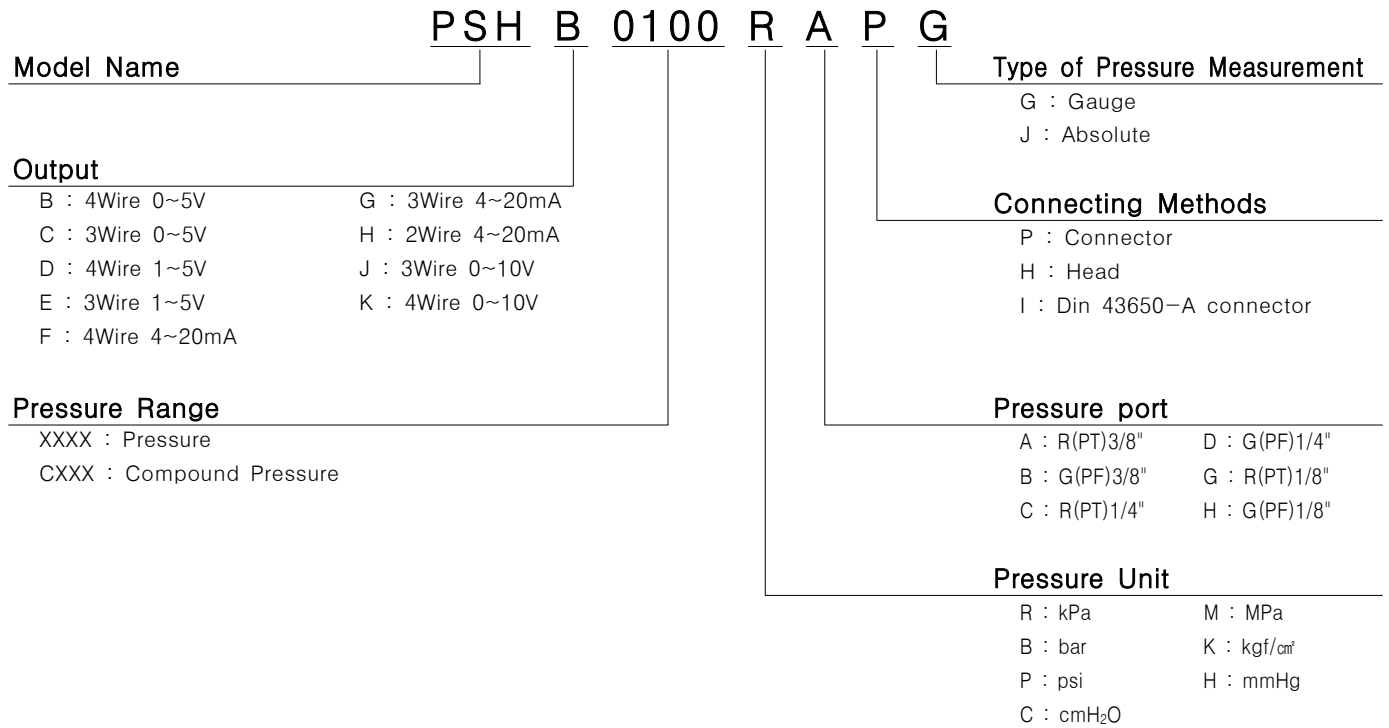 PSH B 0100 R A P G
Model Name
Output
B : 4Wire 0~5V
C : 3Wire 0~5V
D : 4Wire 1~5V
E : 3Wire 1~5V
F : 4Wire 4~20mA
G : 3Wire 4~20mA
H : 2Wire 4~20mA
J : 3Wire 0~10V
K : 4Wire 0~10V
Pressure Range
XXXX : Pressure
CXXX : Compound Pressure
Type of Pressure Measurement
G : Gauge
J : Absolute
Connecting Methods
P : Connector
H : Head
I : Din 43650-A connector
Pressure port
A : R(PT)3/8"
B : G(PF)3/8"
C : R(PT)1/4"
D : G(PF)1/4"
G : R(PT)1/8"
H : G(PF)1/8"
Pressure Unit
R : kPa
B : bar
P : psi
C : cmH₂O
M : MPa
K : kgf/㎠
H : mmHg